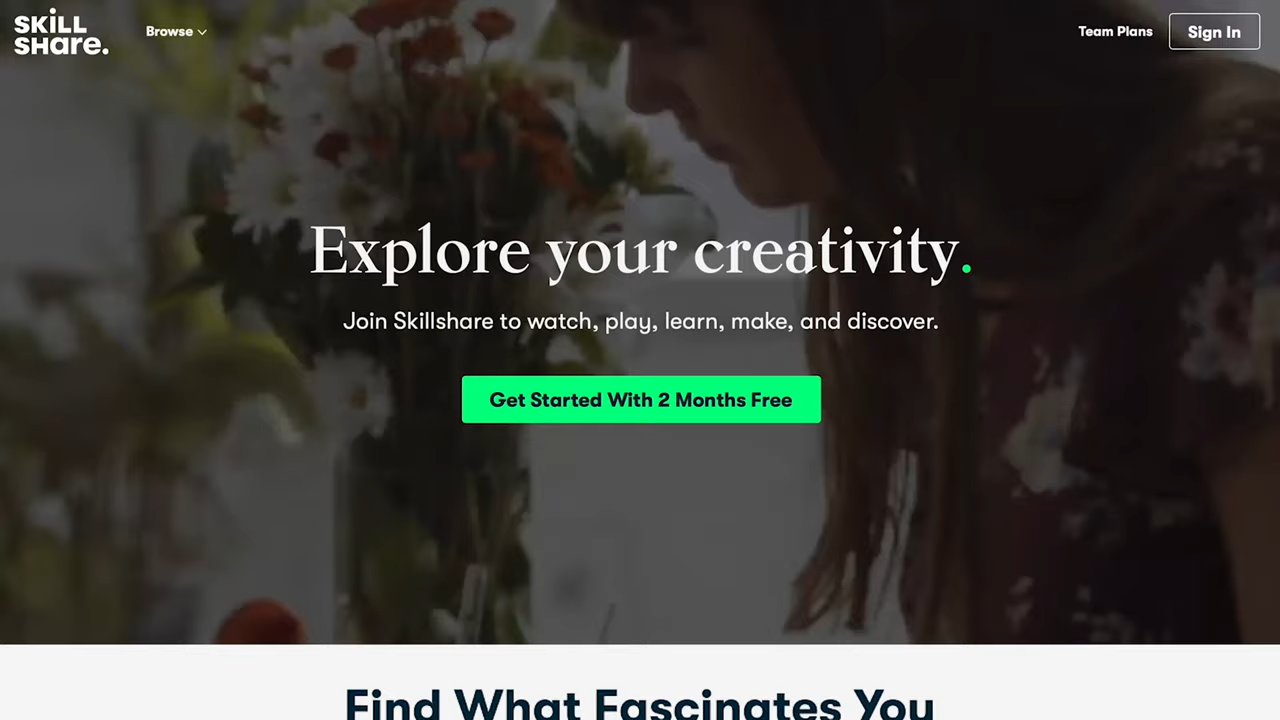 SKiLL
SHare.
Browse
Team Plans
Sign In
Explore your creativity.
Join Skillshare to watch, play, learn, make, and discover.
Get Started With 2 Months Free
Find What Fascinates You